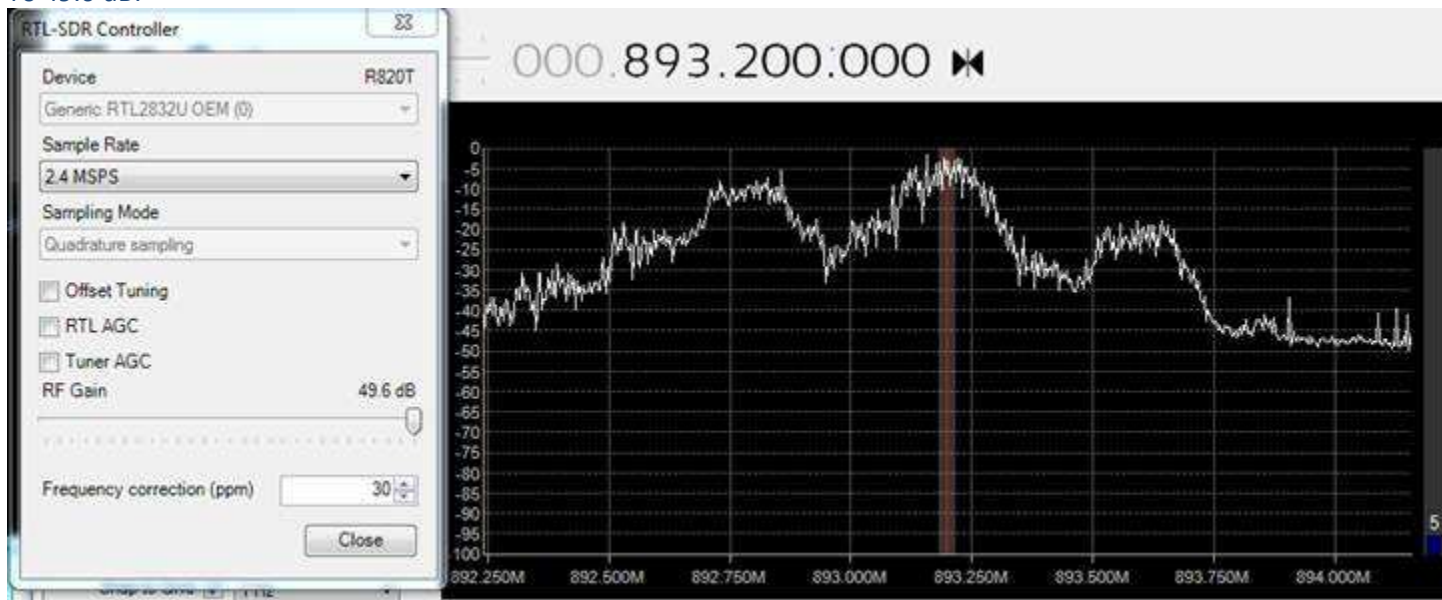 RTL-SDR Controller
Device R820T
Generic RTL2832U OEM (0)
Sample Rate
2.4 MSPS
Sampling Mode
Quadrature sampling
Offset Tuning
RTL AGC
Tuner AGC
RF Gain 49.6 dB
Frequency correction (ppm) 30
Close
000.893.200.000
0
-5
-10
-15
-20
-25
-30
-35
-40
-45
-50
-55
-60
-65
-70
-75
-80
-85
-90
-95
-100
892.250M 892.500M 892.750M 893.000M 893.250M 893.500M 893.750M 894.000M
5